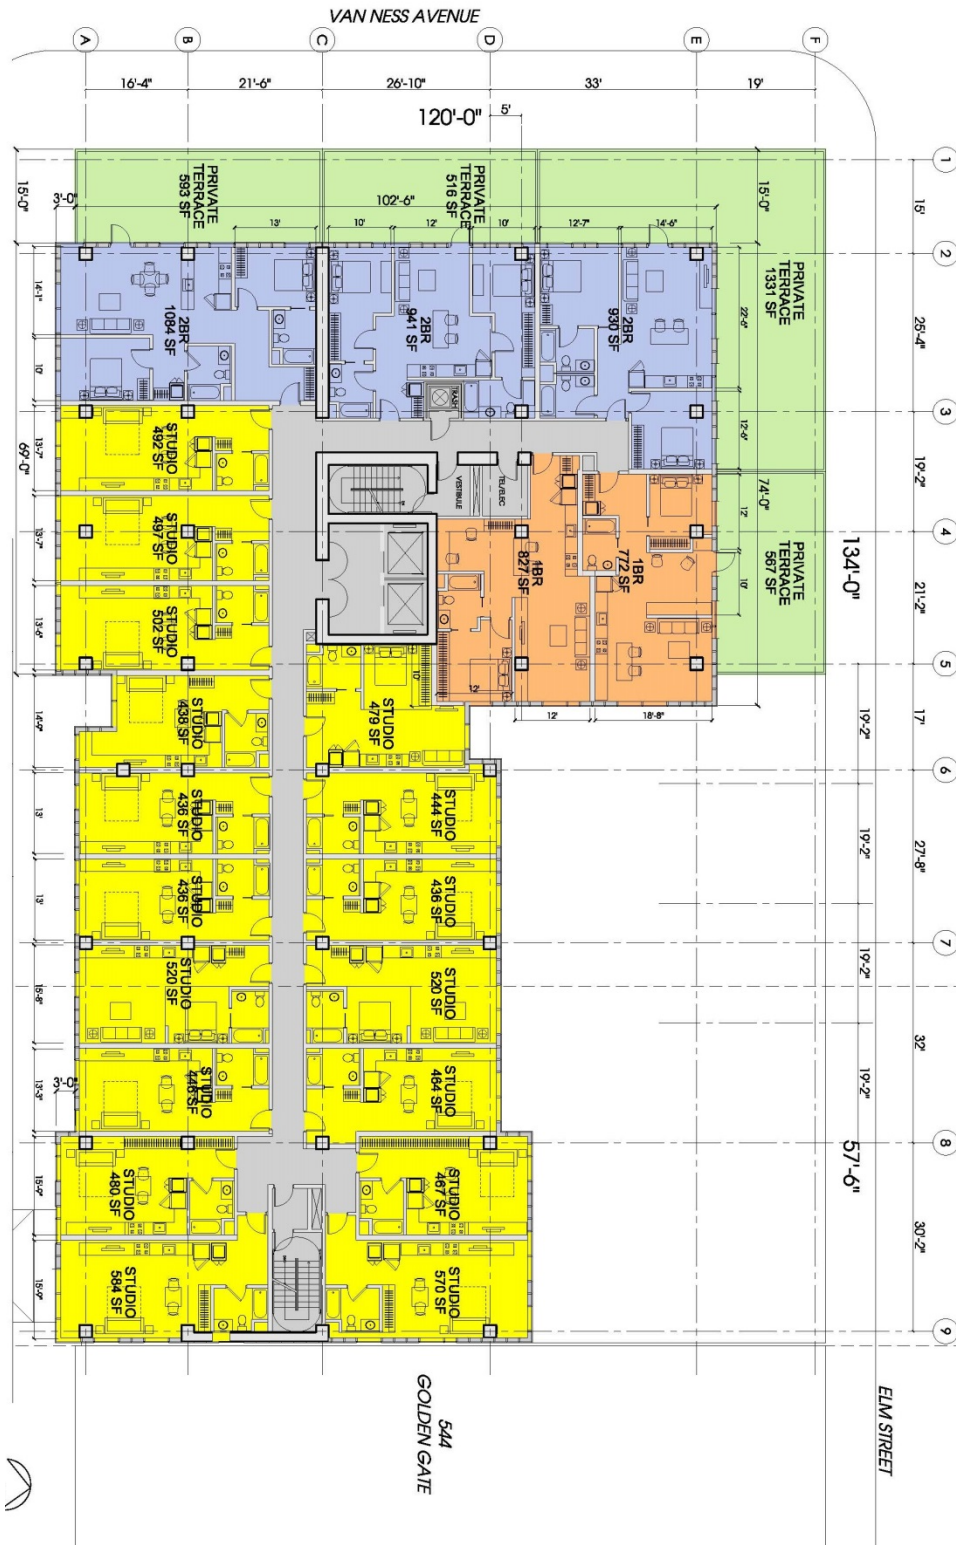 VAN NESS AVENUE
A
B
C
D
E
F
16'-4"
21'-6"
26'-10"
33'
19'
120'-0"
5'
1
15'
15'-0"
3'-0"
PRIVATE
TERRACE
593 SF
102'-6"
PRIVATE
TERRACE
516 SF
15'-0"
13'
10'
12'
10'
12'-7"
14'-6"
2
PRIVATE
TERRACE
1331 SF
14'-1"
2BR
1084 SF
2BR
941 SF
2BR
930 SF
22'-6"
25'-4"
10'
TRASH
3
12'-6"
69'-0"
13'-7"
STUDIO
492 SF
VESTIBULE
TEL/ELEC
19'-2"
74'-0"
12'
13'-7"
STUDIO
497 SF
4
1BR
827 SF
1BR
772 SF
PRIVATE
TERRACE
567 SF
134'-0"
10'
21'-2"
13'-6"
STUDIO
502 SF
5
10'
12'
14'-9"
STUDIO
438 SF
STUDIO
479 SF
12'
18'-8"
19'-2"
17'
6
13'
STUDIO
436 SF
STUDIO
444 SF
19'-2"
27'-8"
13'
STUDIO
436 SF
STUDIO
436 SF
7
19'-2"
15'-8"
STUDIO
520 SF
STUDIO
520 SF
32'
3'-0"
13'-3"
STUDIO
446 SF
STUDIO
464 SF
19'-2"
8
57'-6"
15'-9"
STUDIO
480 SF
STUDIO
467 SF
30'-2"
15'-9"
STUDIO
584 SF
STUDIO
570 SF
9
544
GOLDEN GATE
ELM STREET